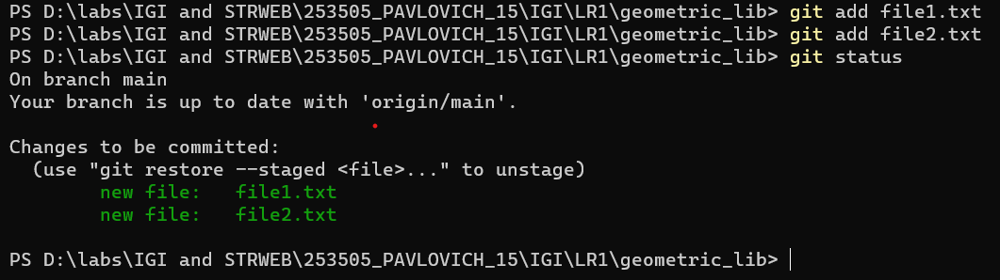 PS D:\labs\IGI and STRWEB\253505_PAVLOVICH_15\IGI\LR1\geometric_lib> git add file1.txt
PS D:\labs\IGI and STRWEB\253505_PAVLOVICH_15\IGI\LR1\geometric_lib> git add file2.txt
PS D:\labs\IGI and STRWEB\253505_PAVLOVICH_15\IGI\LR1\geometric_lib> git status
On branch main
Your branch is up to date with 'origin/main'.
Changes to be committed:
  (use "git restore --staged <file>..." to unstage)
        new file:   file1.txt
        new file:   file2.txt
PS D:\labs\IGI and STRWEB\253505_PAVLOVICH_15\IGI\LR1\geometric_lib>